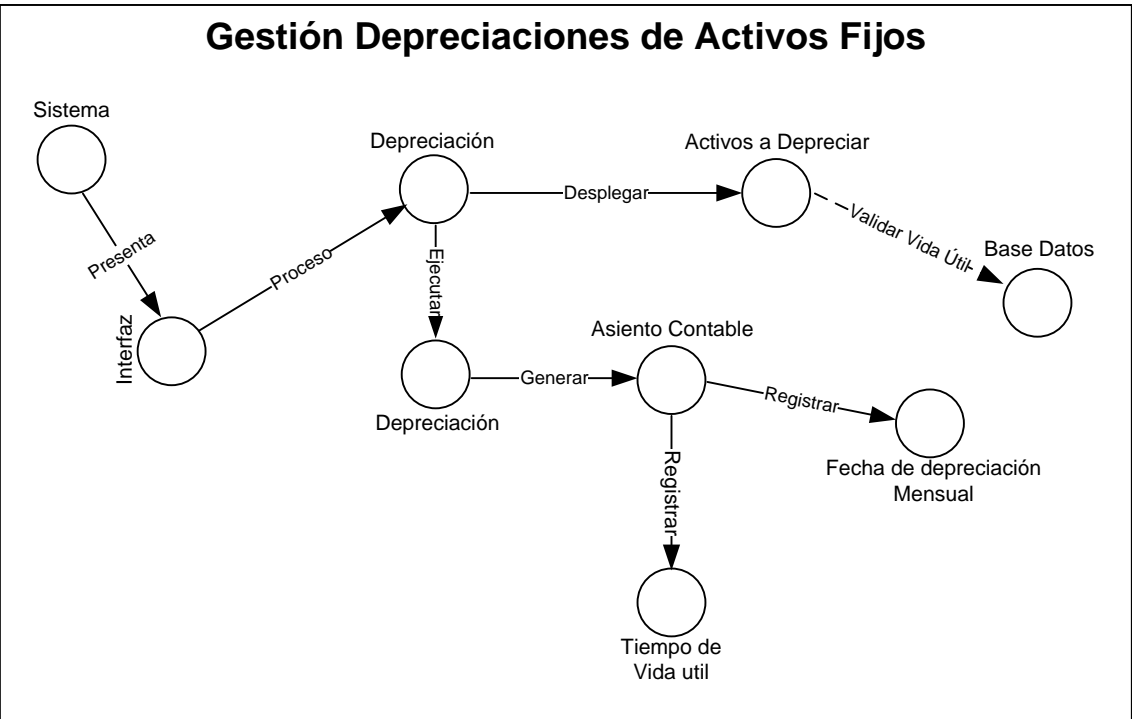 Gestión Depreciaciones de Activos Fijos
Sistema
Presenta
Interfaz
Proceso
Depreciación
Desplegar
Activos a Depreciar
Validar Vida Útil
Base Datos
Ejecutar
Depreciación
Generar
Asiento Contable
Registrar
Fecha de depreciación
Mensual
Registrar
Tiempo de
Vida util